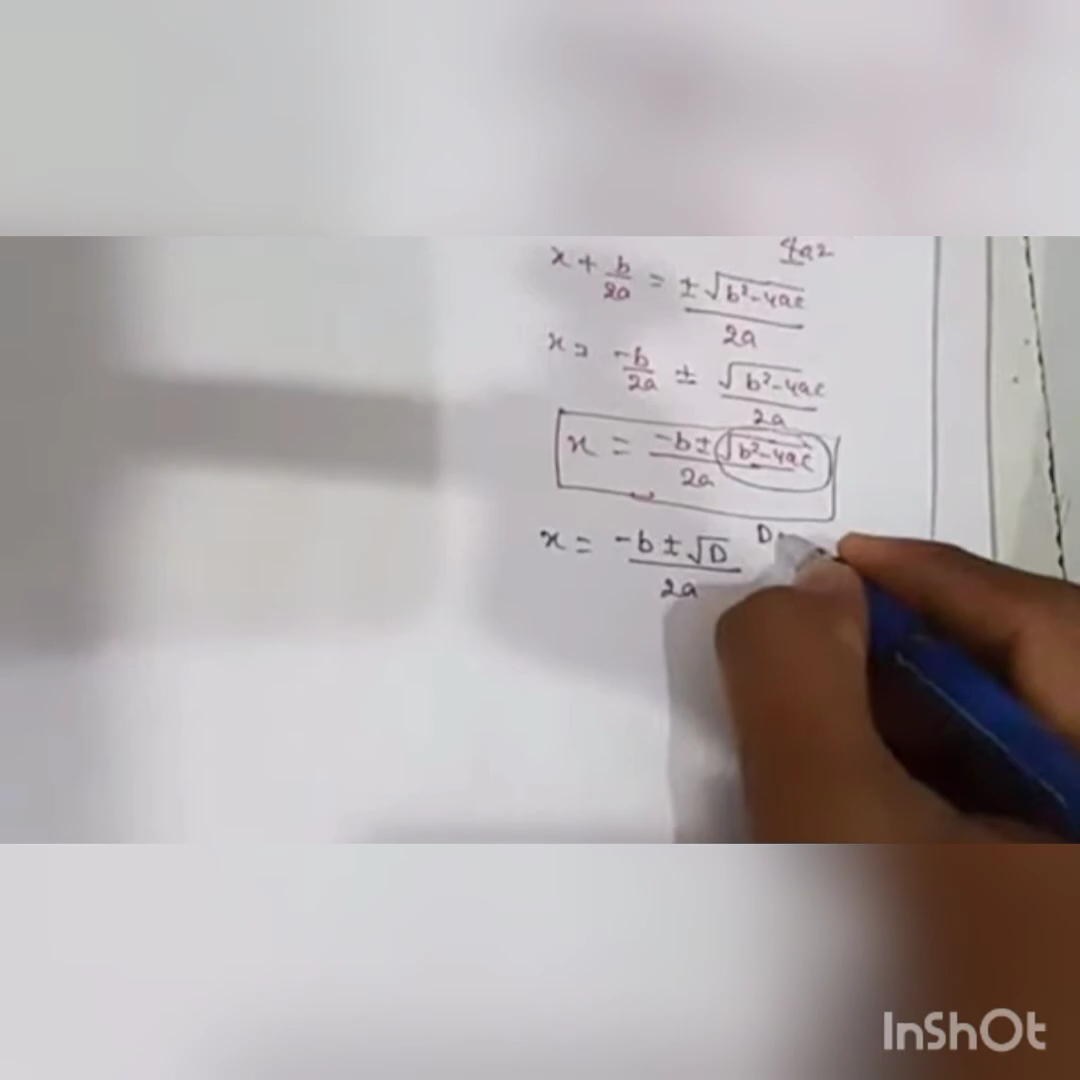 4a2
x + b/2a = ±√b²-4ac/2a
x = -b/2a ± √b²-4ac/2a
x = -b±√b²-4ac/2a
x = -b±√D/2a D
InShOt